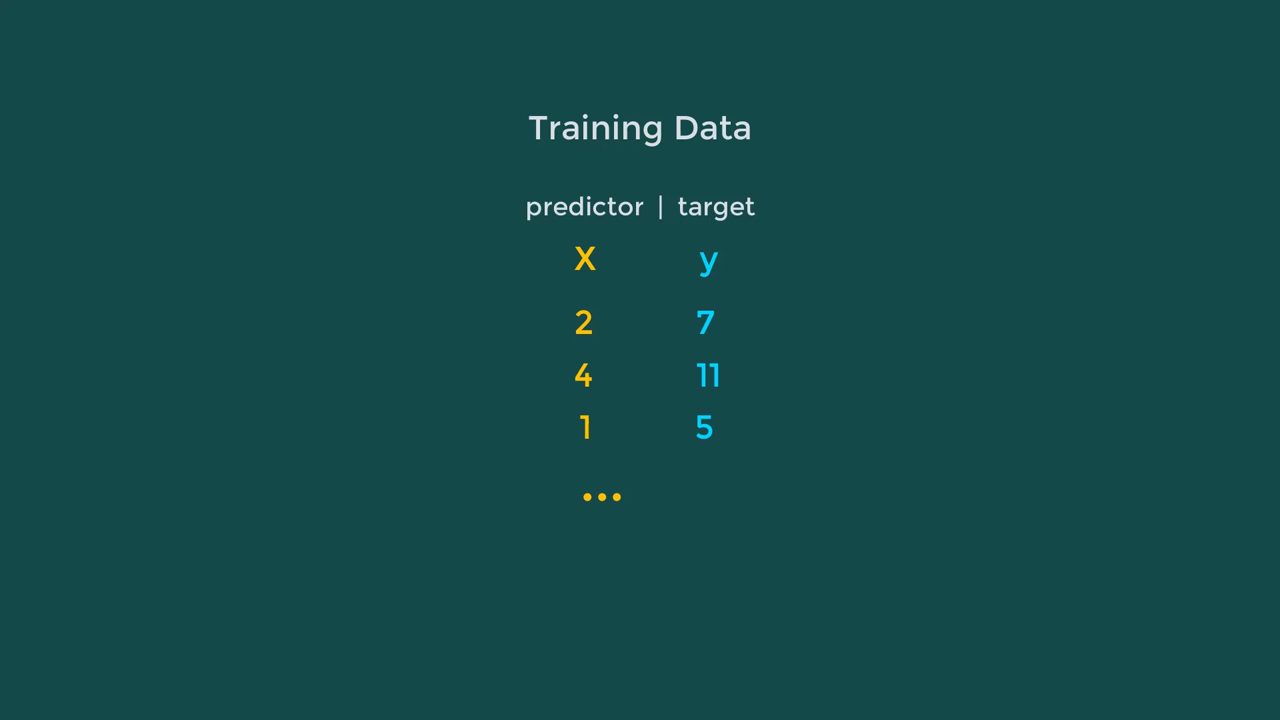 Training Data
predictor | target
X y
2 7
4 11
1 5
...